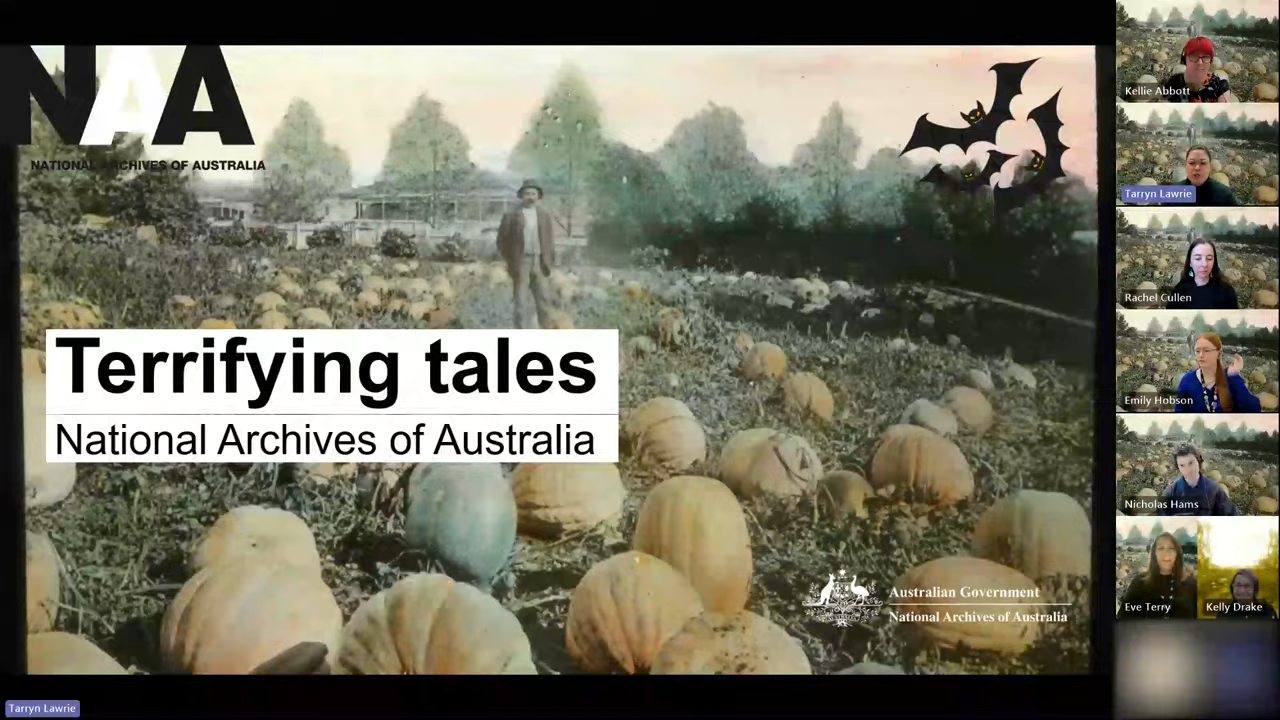 NAA
NATIONAL ARCHIVES OF AUSTRALIA
Terrifying tales
National Archives of Australia
Australian Government
National Archives of Australia
Tarryn Lawrie
Kellie Abbott
Tarryn Lawrie
Rachel Cullen
Emily Hobson
Nicholas Hams
Eve Terry
Kelly Drake